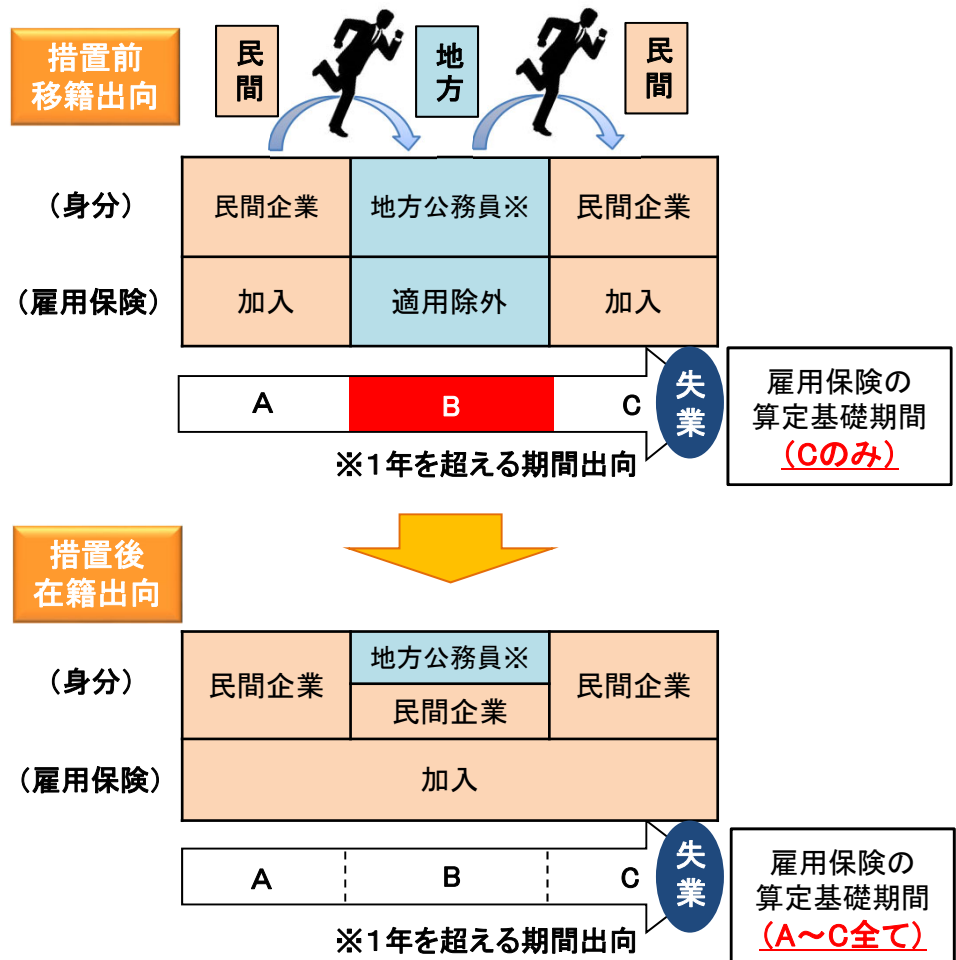 措置前
移籍出向
民間
地方
民間
(身分)
民間企業
地方公務員※
民間企業
(雇用保険)
加入
適用除外
加入
A
B
C
失業
※1年を超える期間出向
雇用保険の
算定基礎期間
(Cのみ)
措置後
在籍出向
(身分)
民間企業
地方公務員※
民間企業
民間企業
(雇用保険)
加入
A
B
C
失業
※1年を超える期間出向
雇用保険の
算定基礎期間
(A~C全て)